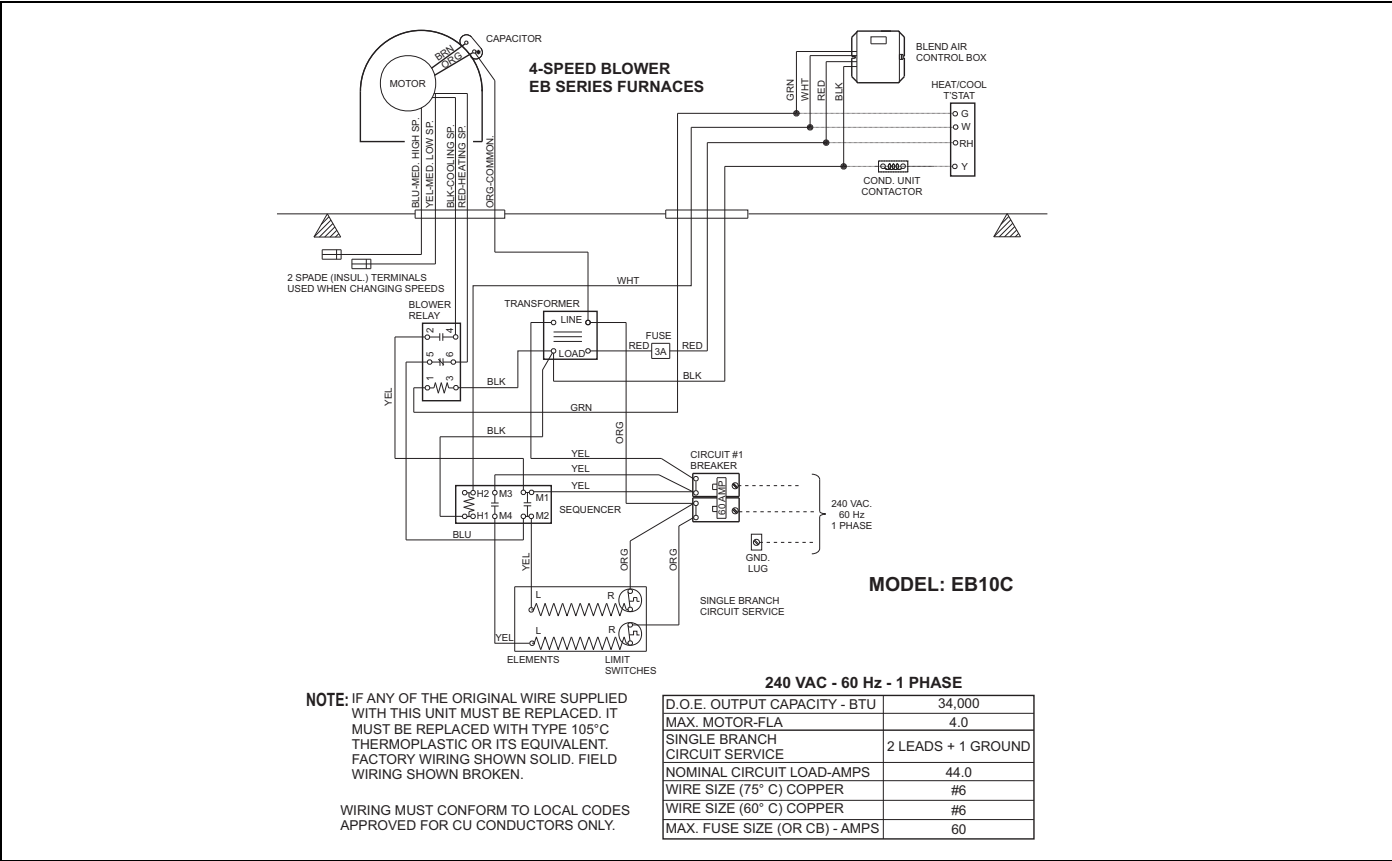 CAPACITOR
BRN
ORG
MOTOR
4-SPEED BLOWER
EB SERIES FURNACES
BLEND AIR
CONTROL BOX
HEAT/COOL
T'STAT
GRN
WHT
RED
BLK
G
W
RH
Y
COND. UNIT
CONTACTOR
BLU-MED. HIGH SP.
YEL-MED. LOW SP.
BLK-COOLING SP.
RED-HEATING SP.
ORG-COMMON.
2 SPADE (INSUL.) TERMINALS
USED WHEN CHANGING SPEEDS
WHT
BLOWER
RELAY
2 4
5 6
1 3
TRANSFORMER
LINE
LOAD
FUSE
RED 3A RED
BLK
BLK
YEL
GRN
BLK
ORG
YEL
YEL
YEL
CIRCUIT #1
BREAKER
60 AMP
240 VAC.
60 Hz
1 PHASE
H2 M3 M1
H1 M4 M2
SEQUENCER
BLU
GND.
LUG
YEL
ORG
ORG
MODEL: EB10C
L R
L R
YEL
SINGLE BRANCH
CIRCUIT SERVICE
ELEMENTS
LIMIT
SWITCHES
NOTE: IF ANY OF THE ORIGINAL WIRE SUPPLIED
WITH THIS UNIT MUST BE REPLACED. IT
MUST BE REPLACED WITH TYPE 105°C
THERMOPLASTIC OR ITS EQUIVALENT.
FACTORY WIRING SHOWN SOLID. FIELD
WIRING SHOWN BROKEN.
WIRING MUST CONFORM TO LOCAL CODES
APPROVED FOR CU CONDUCTORS ONLY.
240 VAC - 60 Hz - 1 PHASE
D.O.E. OUTPUT CAPACITY - BTU 34,000
MAX. MOTOR-FLA 4.0
SINGLE BRANCH
CIRCUIT SERVICE 2 LEADS + 1 GROUND
NOMINAL CIRCUIT LOAD-AMPS 44.0
WIRE SIZE (75° C) COPPER #6
WIRE SIZE (60° C) COPPER #6
MAX. FUSE SIZE (OR CB) - AMPS 60